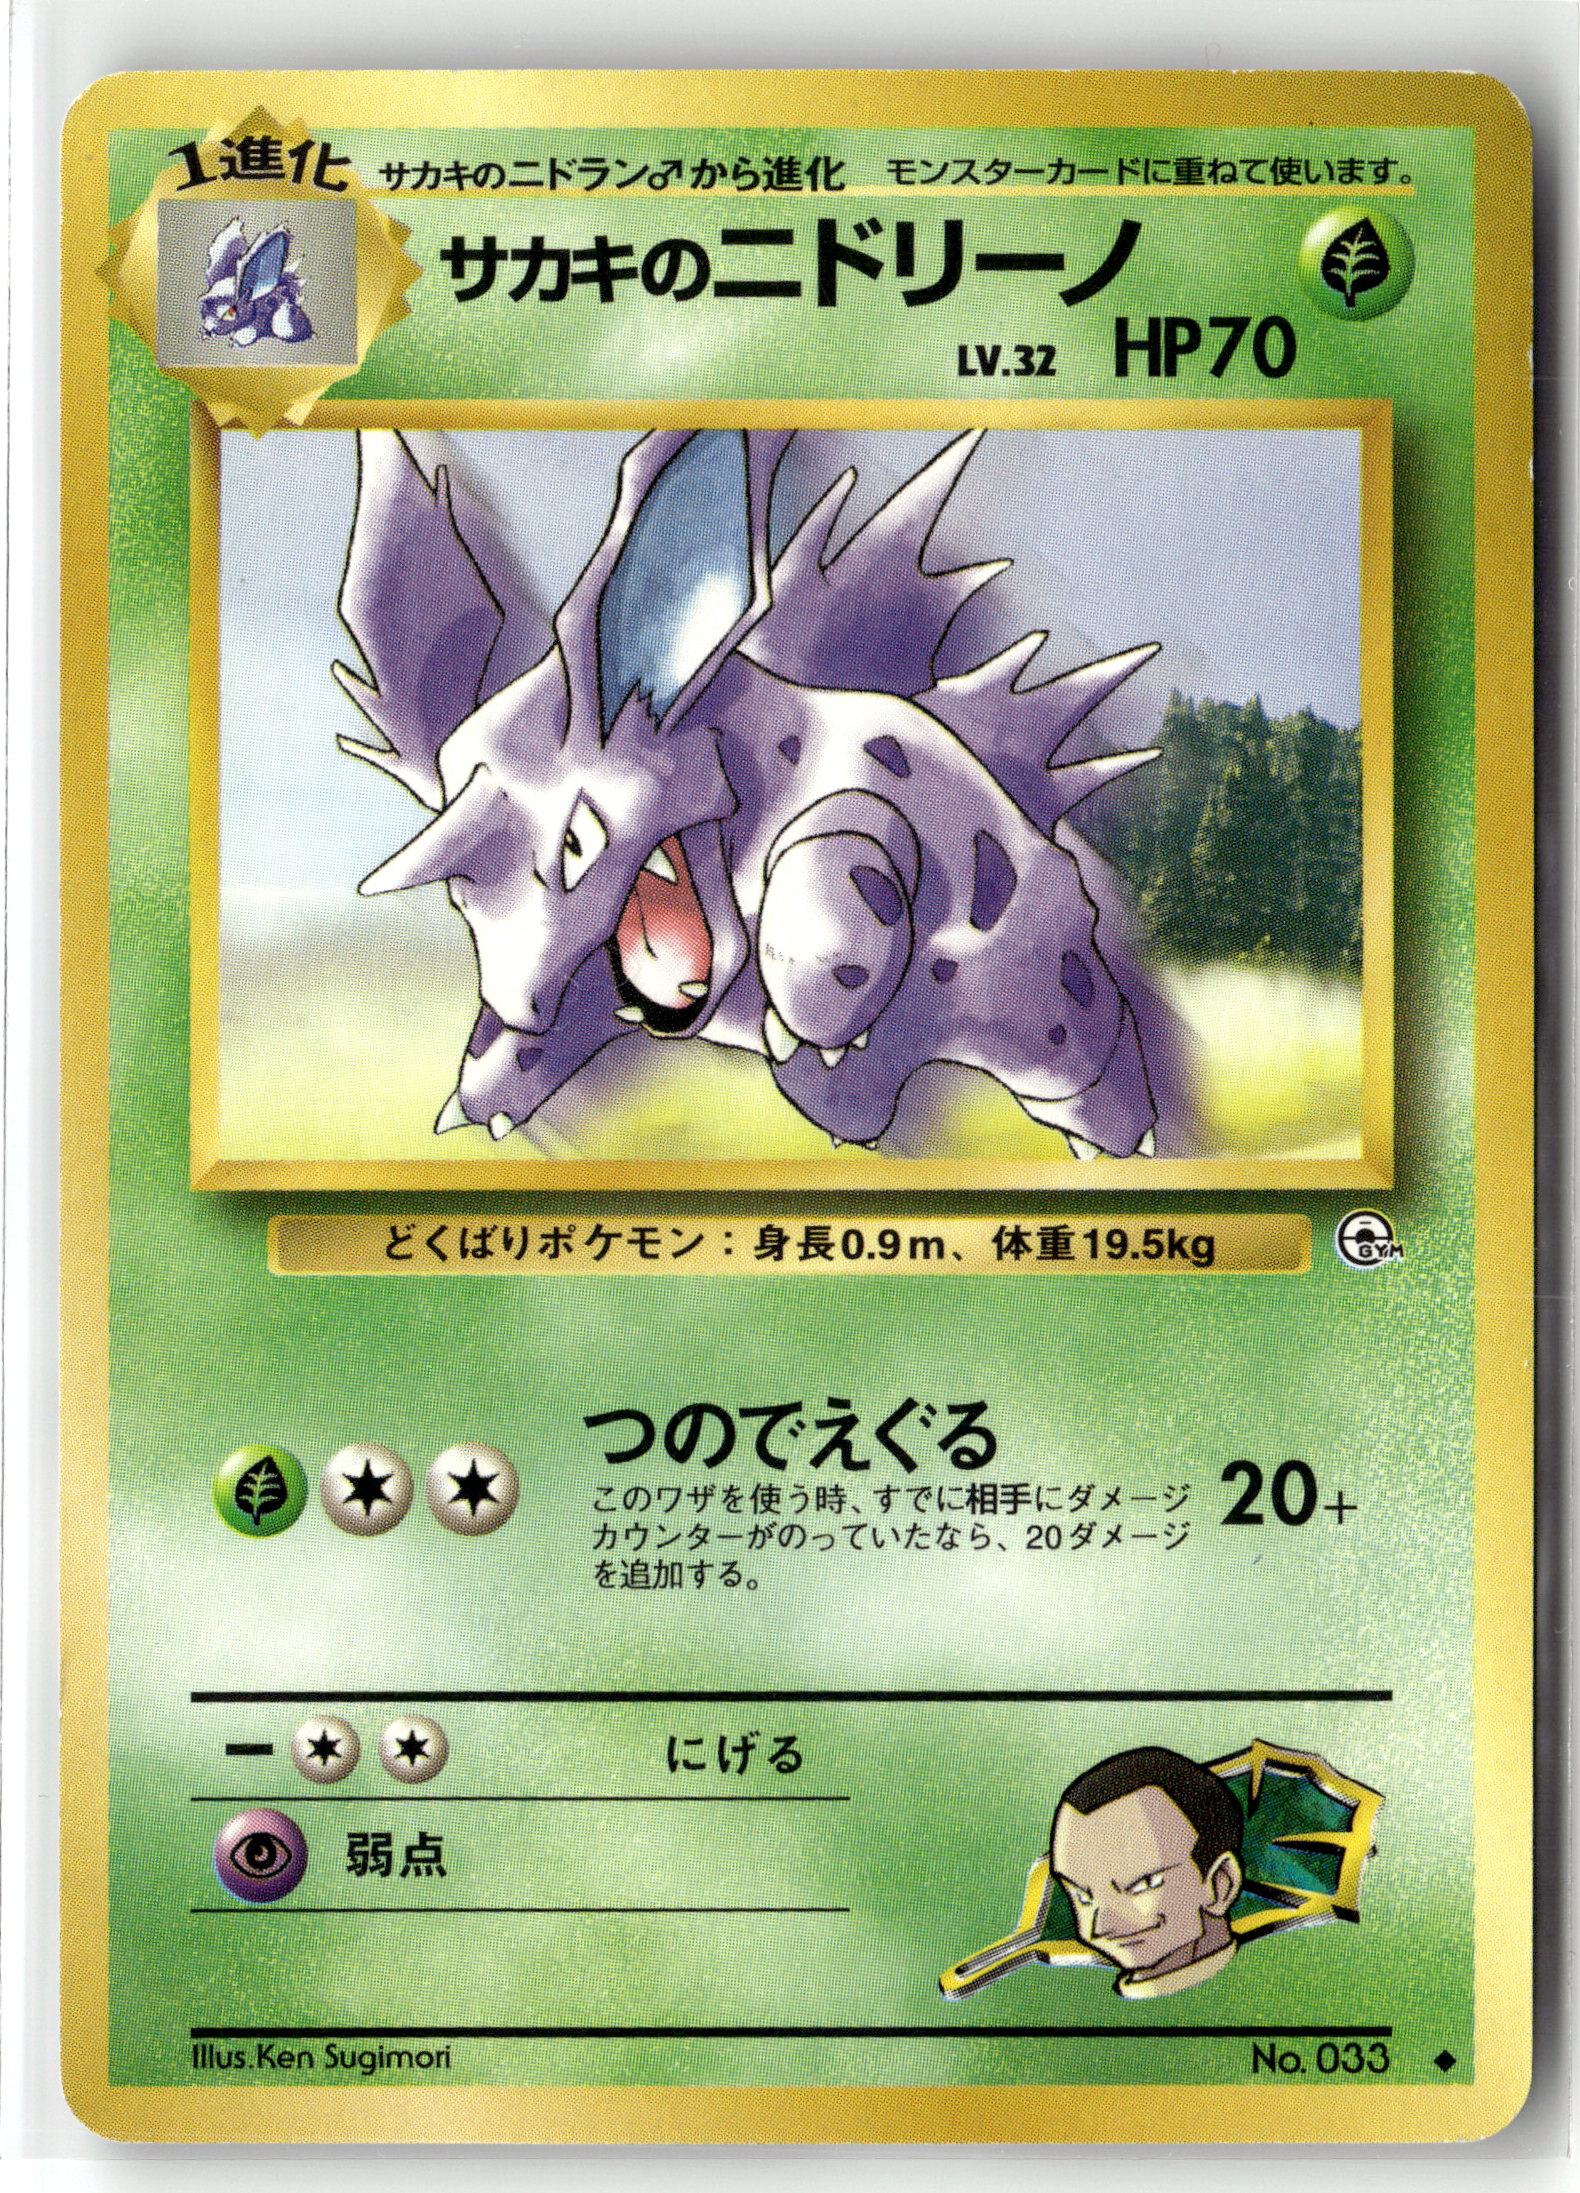 1進化
サカキのニドラン♂から進化 モンスターカードに重ねて使います。
サカキのニドリーノ
LV.32 HP70
どくばりポケモン：身長0.9m、体重19.5kg
GYM
つのでえぐる
このワザを使う時、すでに相手にダメージ
カウンターがのっていたなら、20ダメージ
を追加する。
20+
にげる
弱点
Illus.Ken Sugimori
No. 033